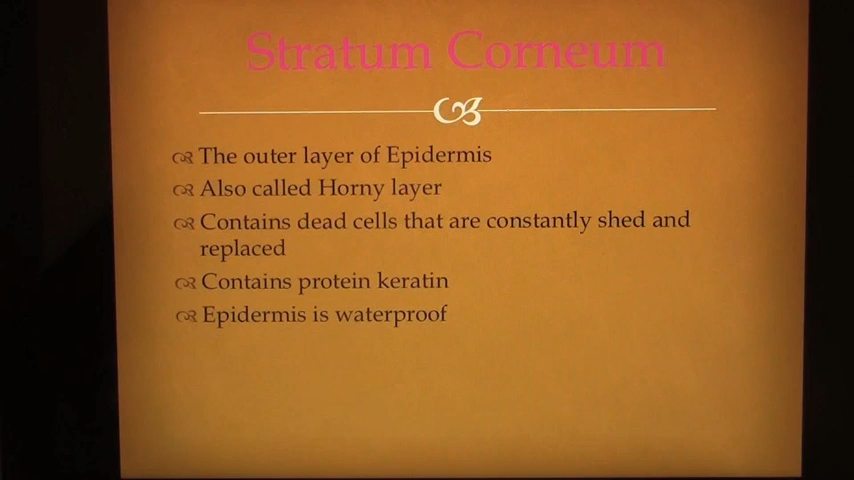 Stratum Corneum
The outer layer of Epidermis
Also called Horny layer
Contains dead cells that are constantly shed and
replaced
Contains protein keratin
Epidermis is waterproof